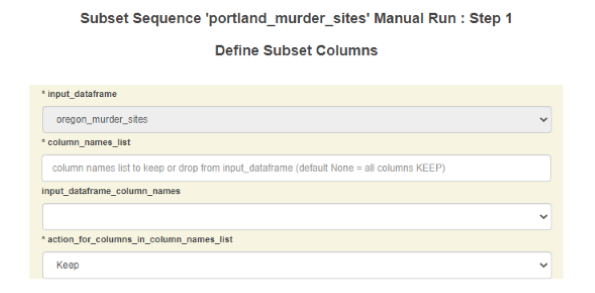 Subset Sequence 'portland_murder_sites' Manual Run : Step 1
Define Subset Columns
* input_dataframe
oregon_murder_sites
* column_names_list
column names list to keep or drop from input_dataframe (default None = all columns KEEP)
input_dataframe_column_names
* action_for_columns_in_column_names_list
Keep